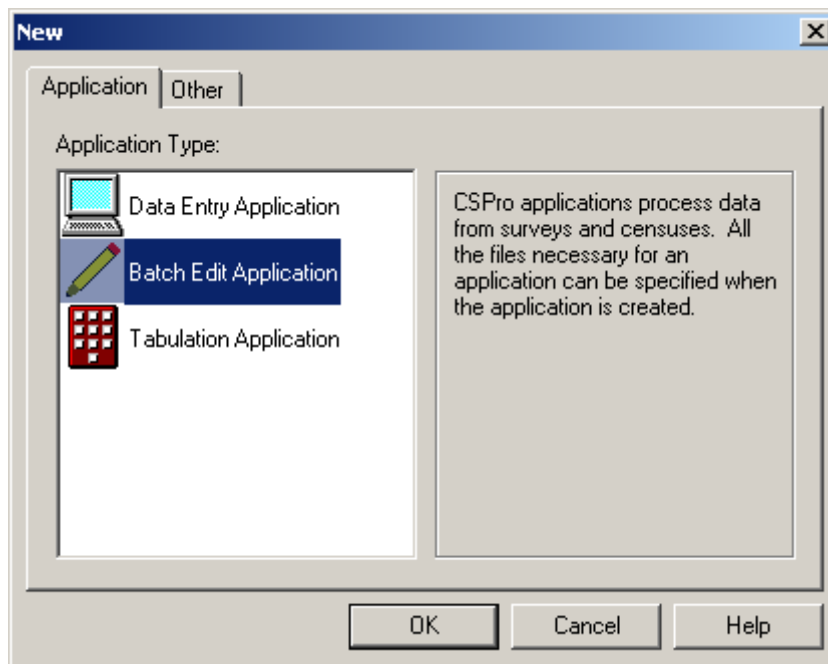 New
Application
Other
Application Type:
Data Entry Application
Batch Edit Application
Tabulation Application
CSPro applications process data
from surveys and censuses. All
the files necessary for an
application can be specified when
the application is created.
OK
Cancel
Help